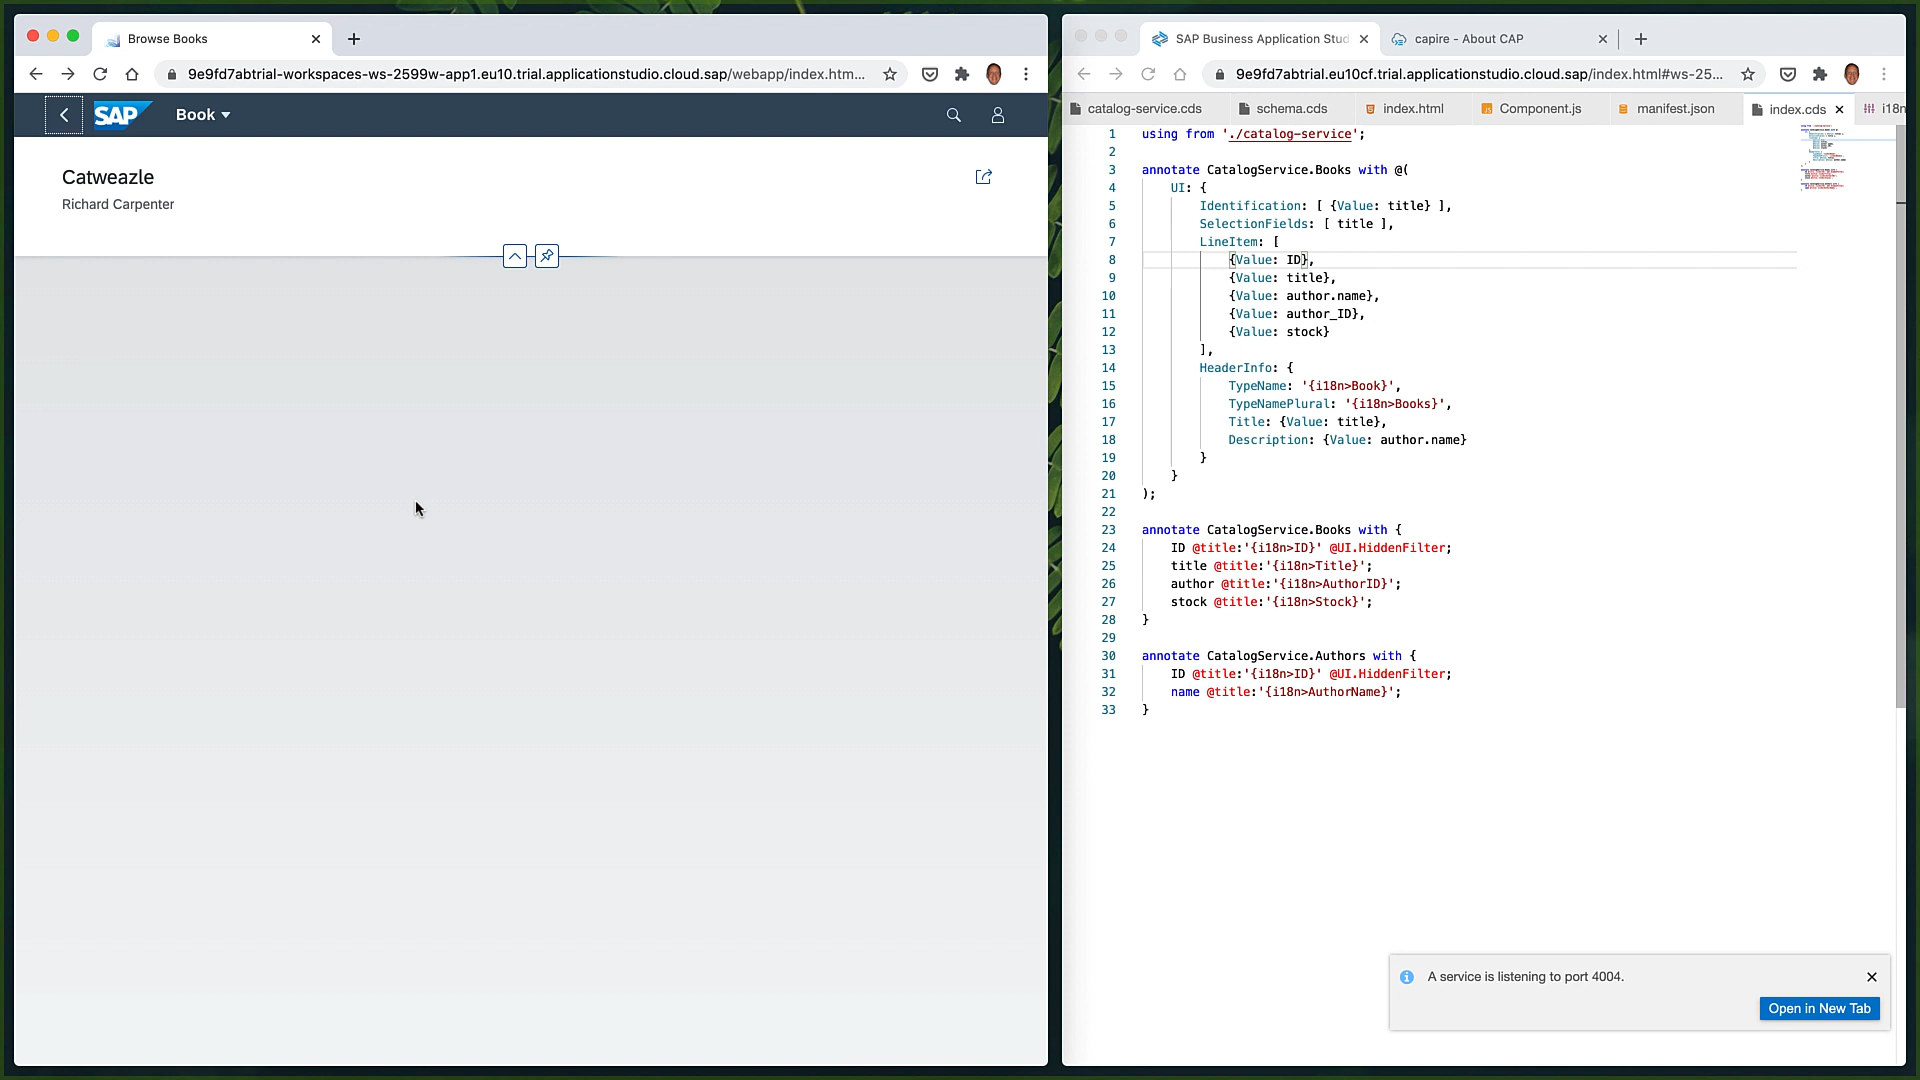 Browse Books
9e9fd7abtrial-workspaces-ws-2599w-app1.eu10.trial.applicationstudio.cloud.sap/webapp/index.htm...
SAP
Book
Catweazle
Richard Carpenter
SAP Business Application Stud
capire - About CAP
9e9fd7abtrial.eu10cf.trial.applicationstudio.cloud.sap/index.html#ws-25...
catalog-service.cds
schema.cds
index.html
Component.js
manifest.json
index.cds
i18n
1 using from './catalog-service';
2
3 annotate CatalogService.Books with @(
4 UI: {
5 Identification: [ {Value: title} ],
6 SelectionFields: [ title ],
7 LineItem: [
8 {Value: ID},
9 {Value: title},
10 {Value: author.name},
11 {Value: author_ID},
12 {Value: stock}
13 ],
14 HeaderInfo: {
15 TypeName: '{i18n>Book}',
16 TypeNamePlural: '{i18n>Books}',
17 Title: {Value: title},
18 Description: {Value: author.name}
19 }
20 }
21 );
22
23 annotate CatalogService.Books with {
24 ID @title:'{i18n>ID}' @UI.HiddenFilter;
25 title @title:'{i18n>Title}';
26 author @title:'{i18n>AuthorID}';
27 stock @title:'{i18n>Stock}';
28 }
29
30 annotate CatalogService.Authors with {
31 ID @title:'{i18n>ID}' @UI.HiddenFilter;
32 name @title:'{i18n>AuthorName}';
33 }
A service is listening to port 4004.
Open in New Tab